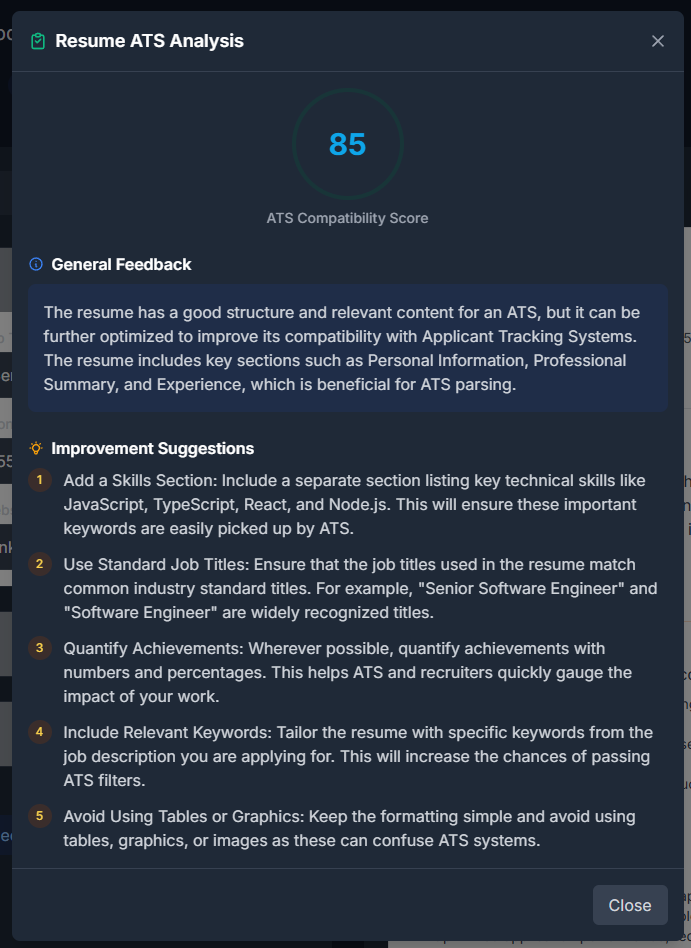 Resume ATS Analysis
85
ATS Compatibility Score
General Feedback
The resume has a good structure and relevant content for an ATS, but it can be
further optimized to improve its compatibility with Applicant Tracking Systems.
The resume includes key sections such as Personal Information, Professional
Summary, and Experience, which is beneficial for ATS parsing.
Improvement Suggestions
1 Add a Skills Section: Include a separate section listing key technical skills like
JavaScript, TypeScript, React, and Node.js. This will ensure these important
keywords are easily picked up by ATS.
2 Use Standard Job Titles: Ensure that the job titles used in the resume match
common industry standard titles. For example, "Senior Software Engineer" and
"Software Engineer" are widely recognized titles.
3 Quantify Achievements: Wherever possible, quantify achievements with
numbers and percentages. This helps ATS and recruiters quickly gauge the
impact of your work.
4 Include Relevant Keywords: Tailor the resume with specific keywords from the
job description you are applying for. This will increase the chances of passing
ATS filters.
5 Avoid Using Tables or Graphics: Keep the formatting simple and avoid using
tables, graphics, or images as these can confuse ATS systems.
Close